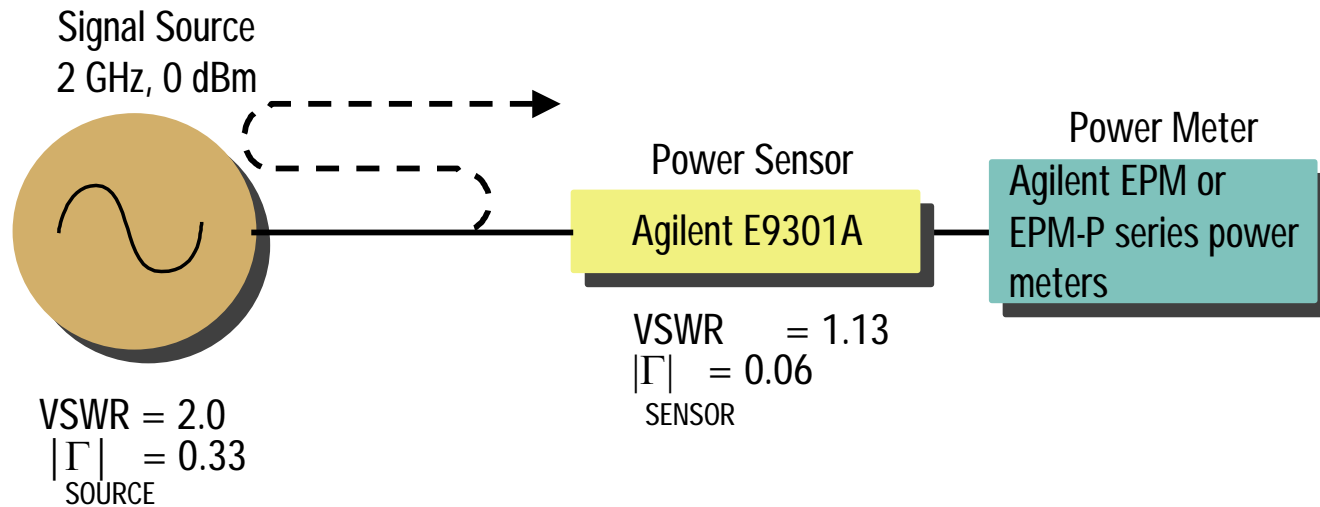 Signal Source
2 GHz, 0 dBm
Power Sensor
Agilent E9301A
Power Meter
Agilent EPM or
EPM-P series power
meters
VSWR = 2.0
|Γ| = 0.33
SOURCE
VSWR = 1.13
|Γ| = 0.06
SENSOR